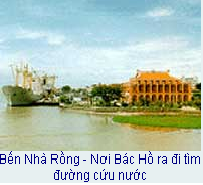 Bến Nhà Rồng - Nơi Bác Hồ ra đi tìm
đường cứu nước